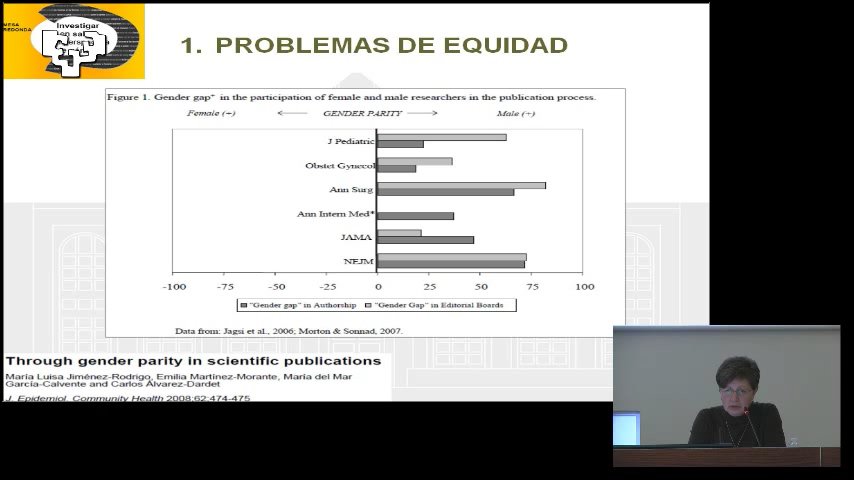 MESA
REDONDA
Investigar
1. PROBLEMAS DE EQUIDAD
Figure 1. Gender gap+ in the participation of female and male researchers in the publication process.
Female (+) GENDER PARITY Male (+)
J Pediatric
Obstet Gynecol
Ann Surg
Ann Intern Med*
JAMA
NEJM
-100 -75 -50 -25 0 25 50 75 100
"Gender gap" in Authorship "Gender Gap" in Editorial Boards
Data from: Jagsi et al., 2006; Morton & Sonnad, 2007.
Through gender parity in scientific publications
María Luisa Jiménez-Rodrigo, Emilia Martínez-Morante, María del Mar
García-Calvente and Carlos Álvarez-Dardet
J. Epidemiol. Community Health 2008;62;474-475